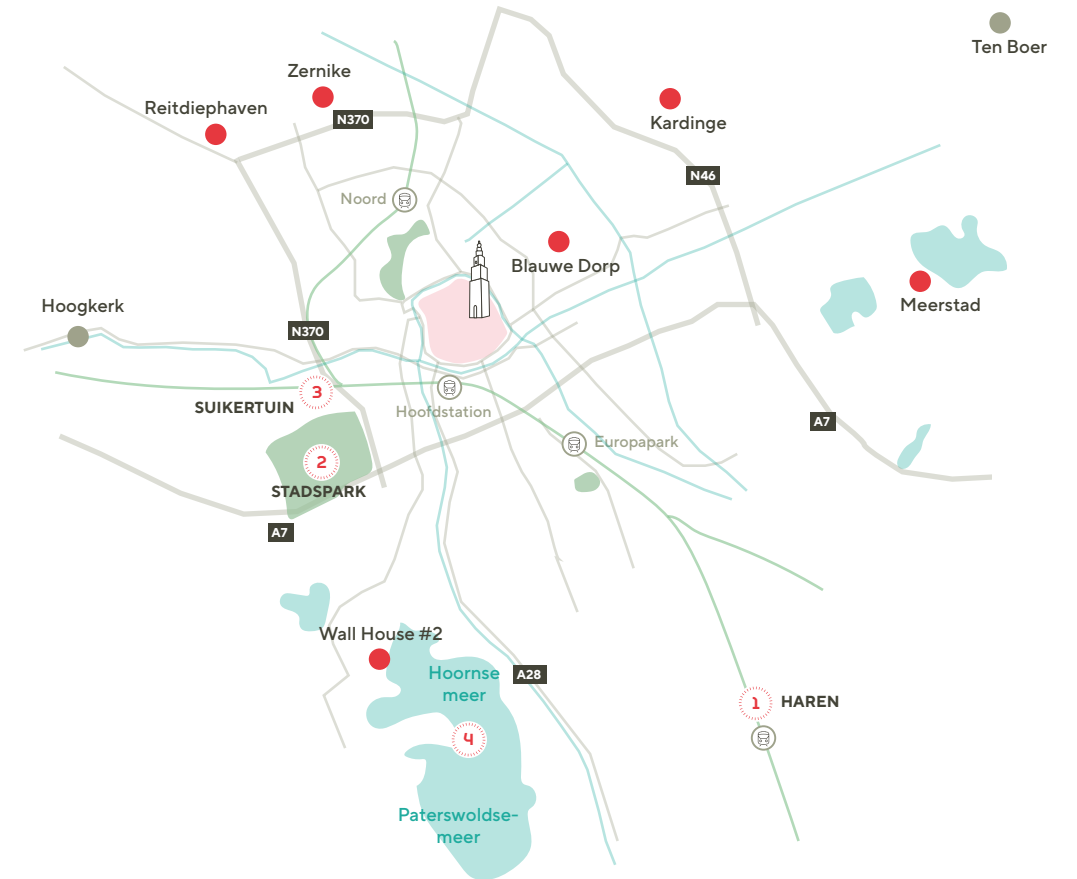 Ten Boer
Zernike
Reitdiephaven
N370
Kardinge
N46
Noord
Blauwe Dorp
Meerstad
Hoogkerk
N370
3
SUIKERTUIN
Hoofdstation
A7
Europapark
2
STADSPARK
A7
Wall House #2
Hoornse
meer
A28
1
HAREN
4
Paterswoldse-
meer